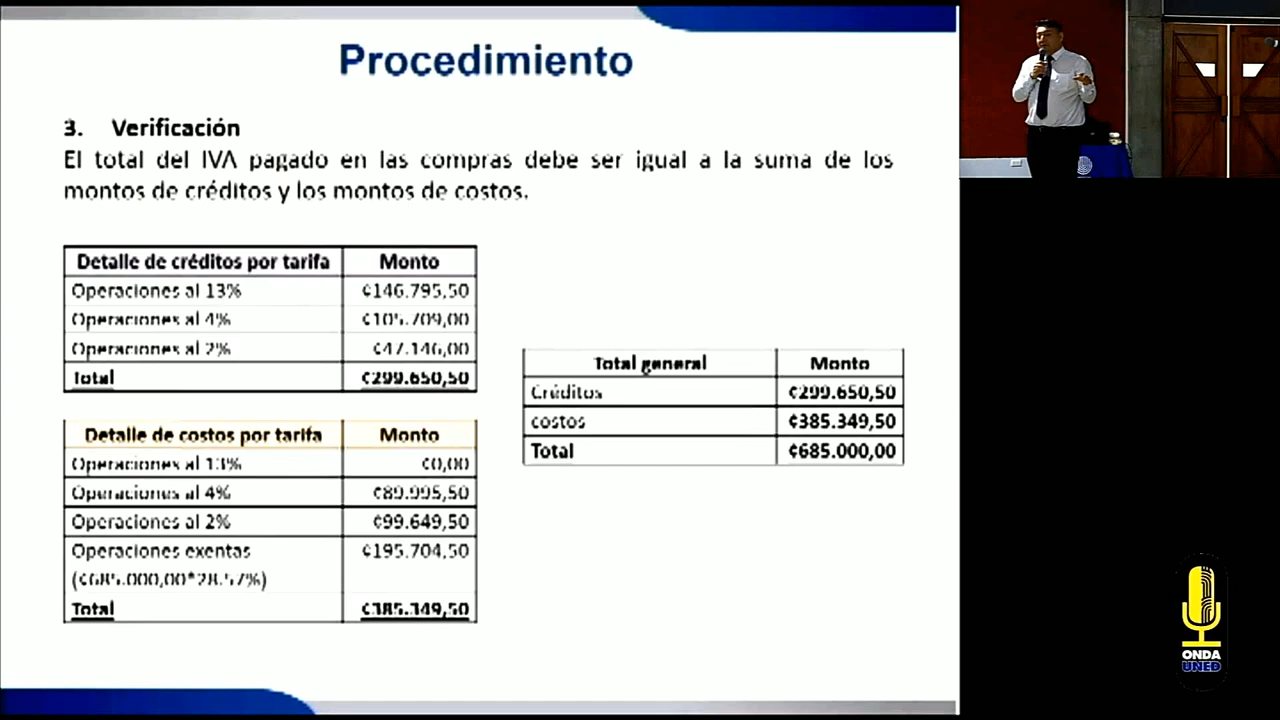 Procedimiento
3. Verificación
El total del IVA pagado en las compras debe ser igual a la suma de los
montos de créditos y los montos de costos.
Detalle de créditos por tarifa Monto
Operaciones al 13% ¢146.795,50
Operaciones al 4% ¢105.709,00
Operaciones al 2% ¢47.146,00
Total ¢299.650,50
Detalle de costos por tarifa Monto
Operaciones al 13% ¢0,00
Operaciones al 4% ¢89.995,50
Operaciones al 2% ¢99.649,50
Operaciones exentas ¢195.704,50
(¢685.000,00*28.57%)
Total ¢385.349,50
Total general Monto
Créditos ¢299.650,50
costos ¢385.349,50
Total ¢685.000,00
ONDA
UNED